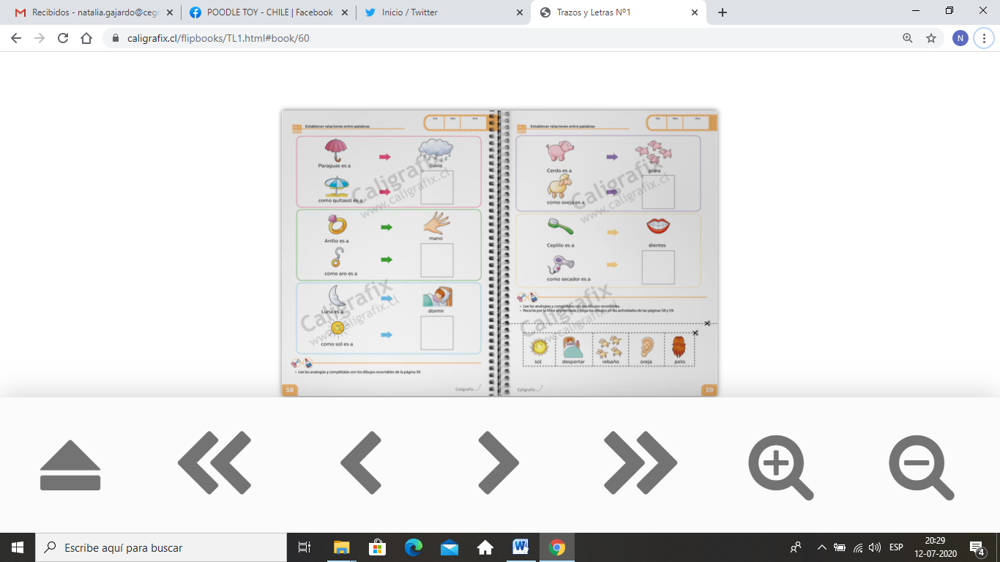 Recibidos - natalia.gajardo@cegr
POODLE TOY - CHILE | Facebook
Inicio / Twitter
Trazos y Letras Nº1
caligrafix.cl/flipbooks/TL1.html#book/60
N
Día Mes Año
Establecer relaciones entre palabras
Paraguas es a
lluvia
como quitasol es a
Anillo es a
mano
como aro es a
Luna es a
dormir
como sol es a
• Lee las analogías y complétalas con los dibujos recortables de la página 59.
58
Caligrafix
Caligrafix
www.caligrafix.cl
Caligrafix
www.caligrafix.cl
Día Mes Año
Establecer relaciones entre palabras
Cerdo es a
piara
como oveja es a
Cepillo es a
dientes
como secador es a
• Lee las analogías y complétalas con los dibujos recortables.
• Recorta por la línea segmentada y pega los dibujos en las actividades de las páginas 58 y 59.
sol
despertar
rebaño
oreja
pelo
Caligrafix
59
Caligrafix
www.caligrafix.cl
Caligrafix
www.caligrafix.cl
Escribe aquí para buscar
ESP
20:29
12-07-2020
4